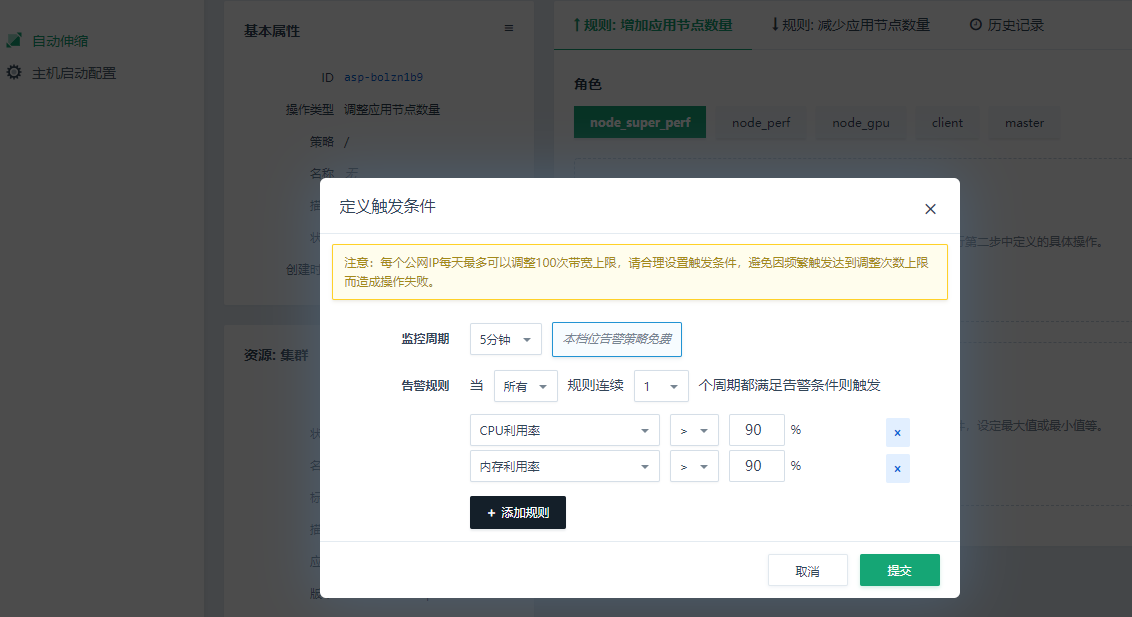 自动伸缩
主机启动配置
基本属性
ID asp-bolzn1b9
操作类型 调整应用节点数量
策略 /
名称 无
创建时
资源: 集群
规则: 增加应用节点数量
规则: 减少应用节点数量
历史记录
角色
node_super_perf
node_perf
node_gpu
client
master
第二步中定义的具体操作。
设定最大值或最小值等。
定义触发条件
注意：每个公网IP每天最多可以调整100次带宽上限，请合理设置触发条件，避免因频繁触发达到调整次数上限
而造成操作失败。
监控周期 5分钟 本档位告警策略免费
告警规则 当 所有 规则连续 1 个周期都满足告警条件则触发
CPU利用率 > 90 %
内存利用率 > 90 %
+ 添加规则
取消 提交